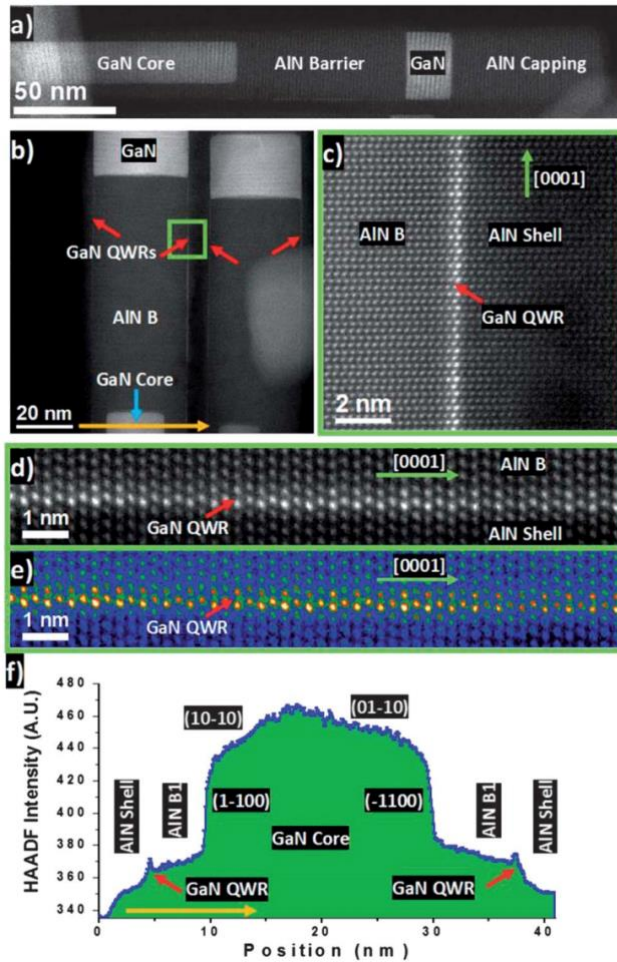 a)
GaN Core AlN Barrier GaN AlN Capping
50 nm
b)
GaN
GaN QWRs
AlN B
GaN Core
20 nm
c)
[0001]
AlN B AlN Shell
GaN QWR
2 nm
d)
[0001] AlN B
GaN QWR
1 nm AlN Shell
e)
[0001]
1 nm GaN QWR
f)
480
460
440
420
400
380
360
340
HAADF Intensity (A.U.)
(10-10) (01-10)
AlN Shell
AlN B1
(1-100) (-1100)
AlN B1
AlN Shell
GaN Core
GaN QWR GaN QWR
0 10 20 30 40
Position (nm)